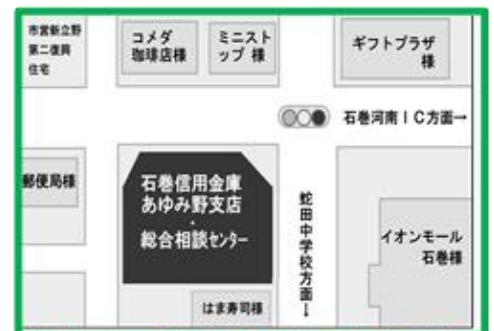 市営新立野
第二復興
住宅
コメダ
珈琲店様
ミニスト
ップ 様
ギフトプラザ
様
石巻河南IC方面→
郵便局様
石巻信用金庫
あゆみ野支店
・
総合相談センター
蛇田中学校方面→
イオンモール
石巻様
はま寿司様